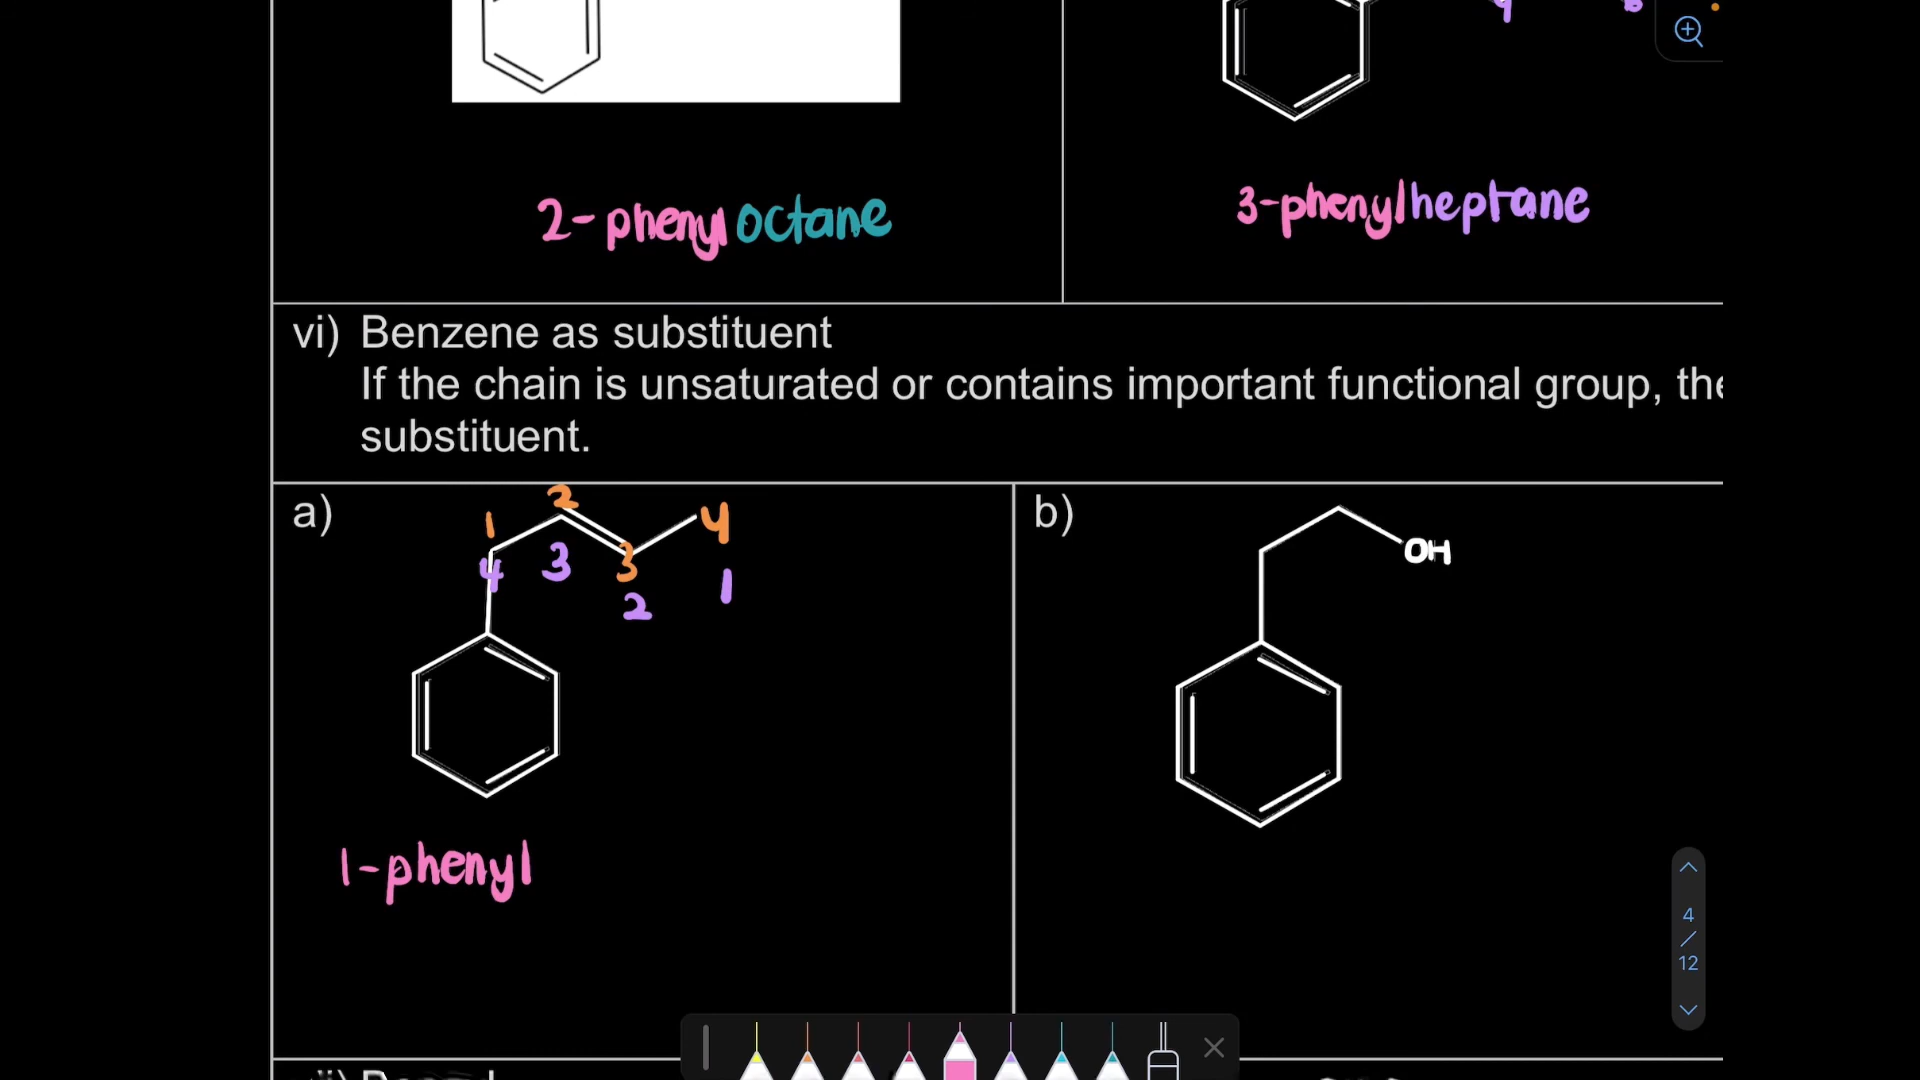 2-phenyloctane
3-phenylheptane
vi) Benzene as substituent
If the chain is unsaturated or contains important functional group,
substituent.
a)
1 2 3 4
4 3 2 1
1-phenyl
b)
OH
4
/
12